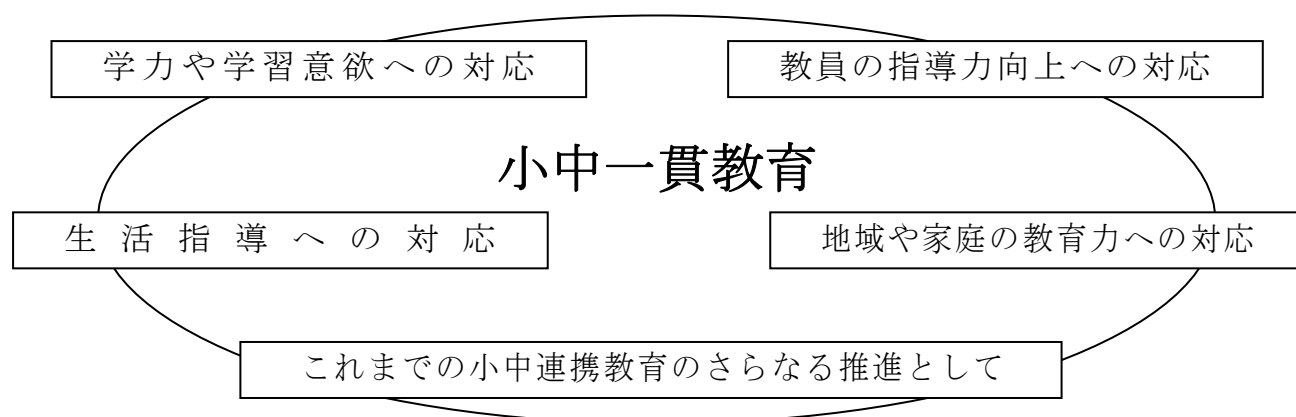 学力や学習意欲への対応
教員の指導力向上への対応
小中一貫教育
生活指導への対応
地域や家庭の教育力への対応
これまでの小中連携教育のさらなる推進として